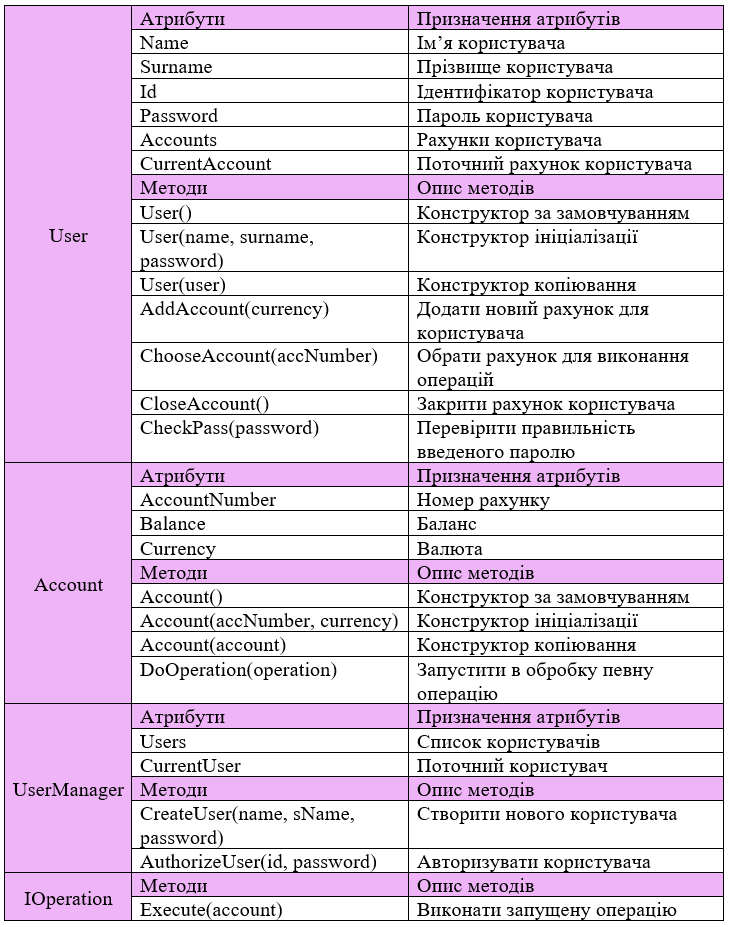 User
Атрибути Призначення атрибутів
Name Ім’я користувача
Surname Прізвище користувача
Id Ідентифікатор користувача
Password Пароль користувача
Accounts Рахунки користувача
CurrentAccount Поточний рахунок користувача
Методи Опис методів
User() Конструктор за замовчуванням
User(name, surname, Конструктор ініціалізації
password)
User(user) Конструктор копіювання
AddAccount(currency) Додати новий рахунок для
користувача
ChooseAccount(accNumber) Обрати рахунок для виконання
операцій
CloseAccount() Закрити рахунок користувача
CheckPass(password) Перевірити правильність
введеного паролю
Account
Атрибути Призначення атрибутів
AccountNumber Номер рахунку
Balance Баланс
Currency Валюта
Методи Опис методів
Account() Конструктор за замовчуванням
Account(accNumber, currency) Конструктор ініціалізації
Account(account) Конструктор копіювання
DoOperation(operation) Запустити в обробку певну
операцію
UserManager
Атрибути Призначення атрибутів
Users Список користувачів
CurrentUser Поточний користувач
Методи Опис методів
CreateUser(name, sName, Створити нового користувача
password)
AuthorizeUser(id, password) Авторизувати користувача
IOperation
Методи Опис методів
Execute(account) Виконати запущену операцію